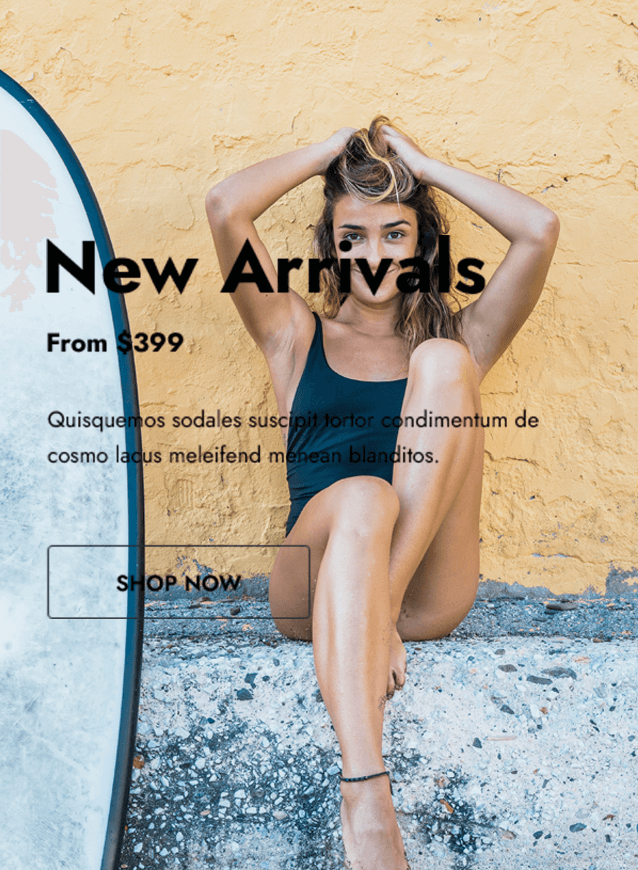 New Arrivals
From $399
Quisquemos sodales suscipit tortor condimentum de
cosmo lacus meleifend menean blanditos.
SHOP NOW